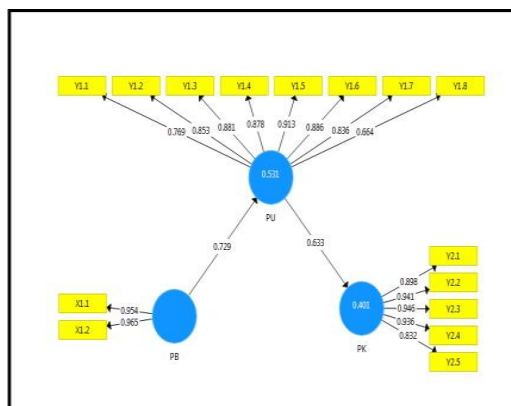 Y1.1 Y1.2 Y1.3 Y1.4 Y1.5 Y1.6 Y1.7 Y1.8
0.769 0.853 0.881 0.878 0.913 0.886 0.836 0.664
0.531
PU
0.729 0.633
X1.1
X1.2
0.954
0.965
PB
Y2.1
Y2.2
Y2.3
Y2.4
Y2.5
0.898
0.941
0.946
0.936
0.832
0.401
PK